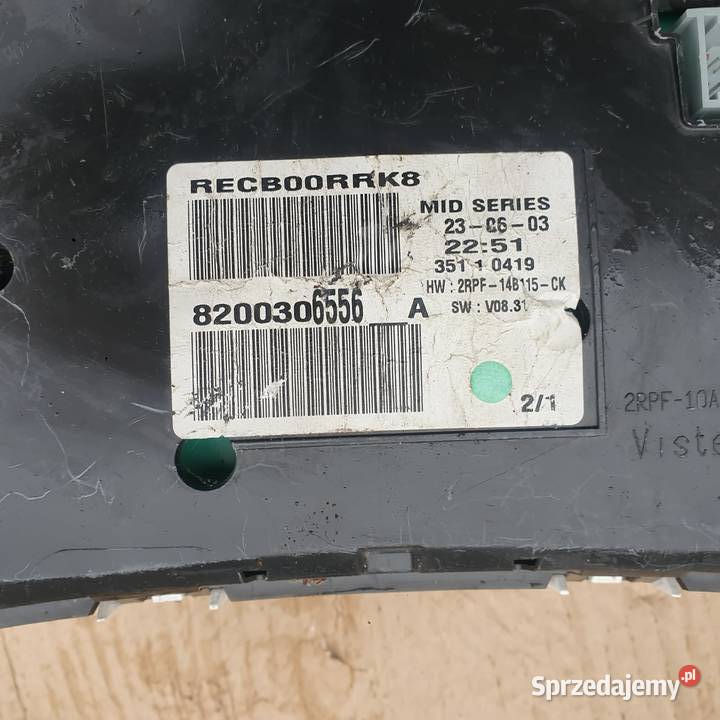 RECB00RRK8
MID SERIES
23-06-03
22:51
351 1 0419
HW : 2RPF-14B115-CK
SW : V08.31
8200306556 A
2/1
2RPF-10A
Viste
Sprzedajemy.pl